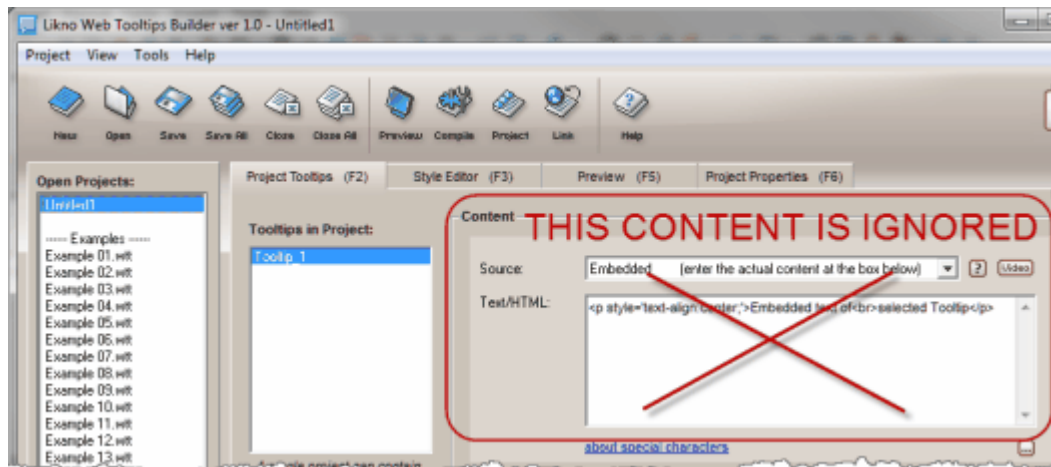 Likno Web Tooltips Builder ver 1.0 - Untitled1
Project View Tools Help
New Open Save Save All Close Close All Preview Compile Project Link Help
Project Tooltips (F2) Style Editor (F3) Preview (F5) Project Properties (F6)
Open Projects:
Untitled1
----- Examples -----
Example 01.wtt
Example 02.wtt
Example 03.wtt
Example 04.wtt
Example 05.wtt
Example 06.wtt
Example 07.wtt
Example 08.wtt
Example 09.wtt
Example 10.wtt
Example 11.wtt
Example 12.wtt
Example 13.wtt
Tooltips in Project:
Tooltip_1
Content
THIS CONTENT IS IGNORED
Source: Embedded (enter the actual content at the box below) ? Video
Text/HTML: <p style='text-align:center;'>Embedded text of<br>selected Tooltip</p>
about special characters
...
project can contain